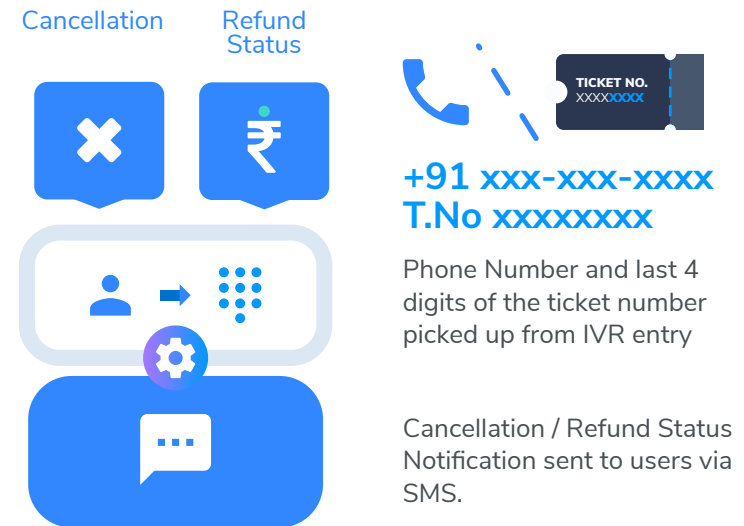 Cancellation
Refund
Status
TICKET NO.
XXXXXXXX
+91 xxx-xxx-xxxx
T.No xxxxxxxx
Phone Number and last 4
digits of the ticket number
picked up from IVR entry
Cancellation / Refund Status
Notification sent to users via
SMS.